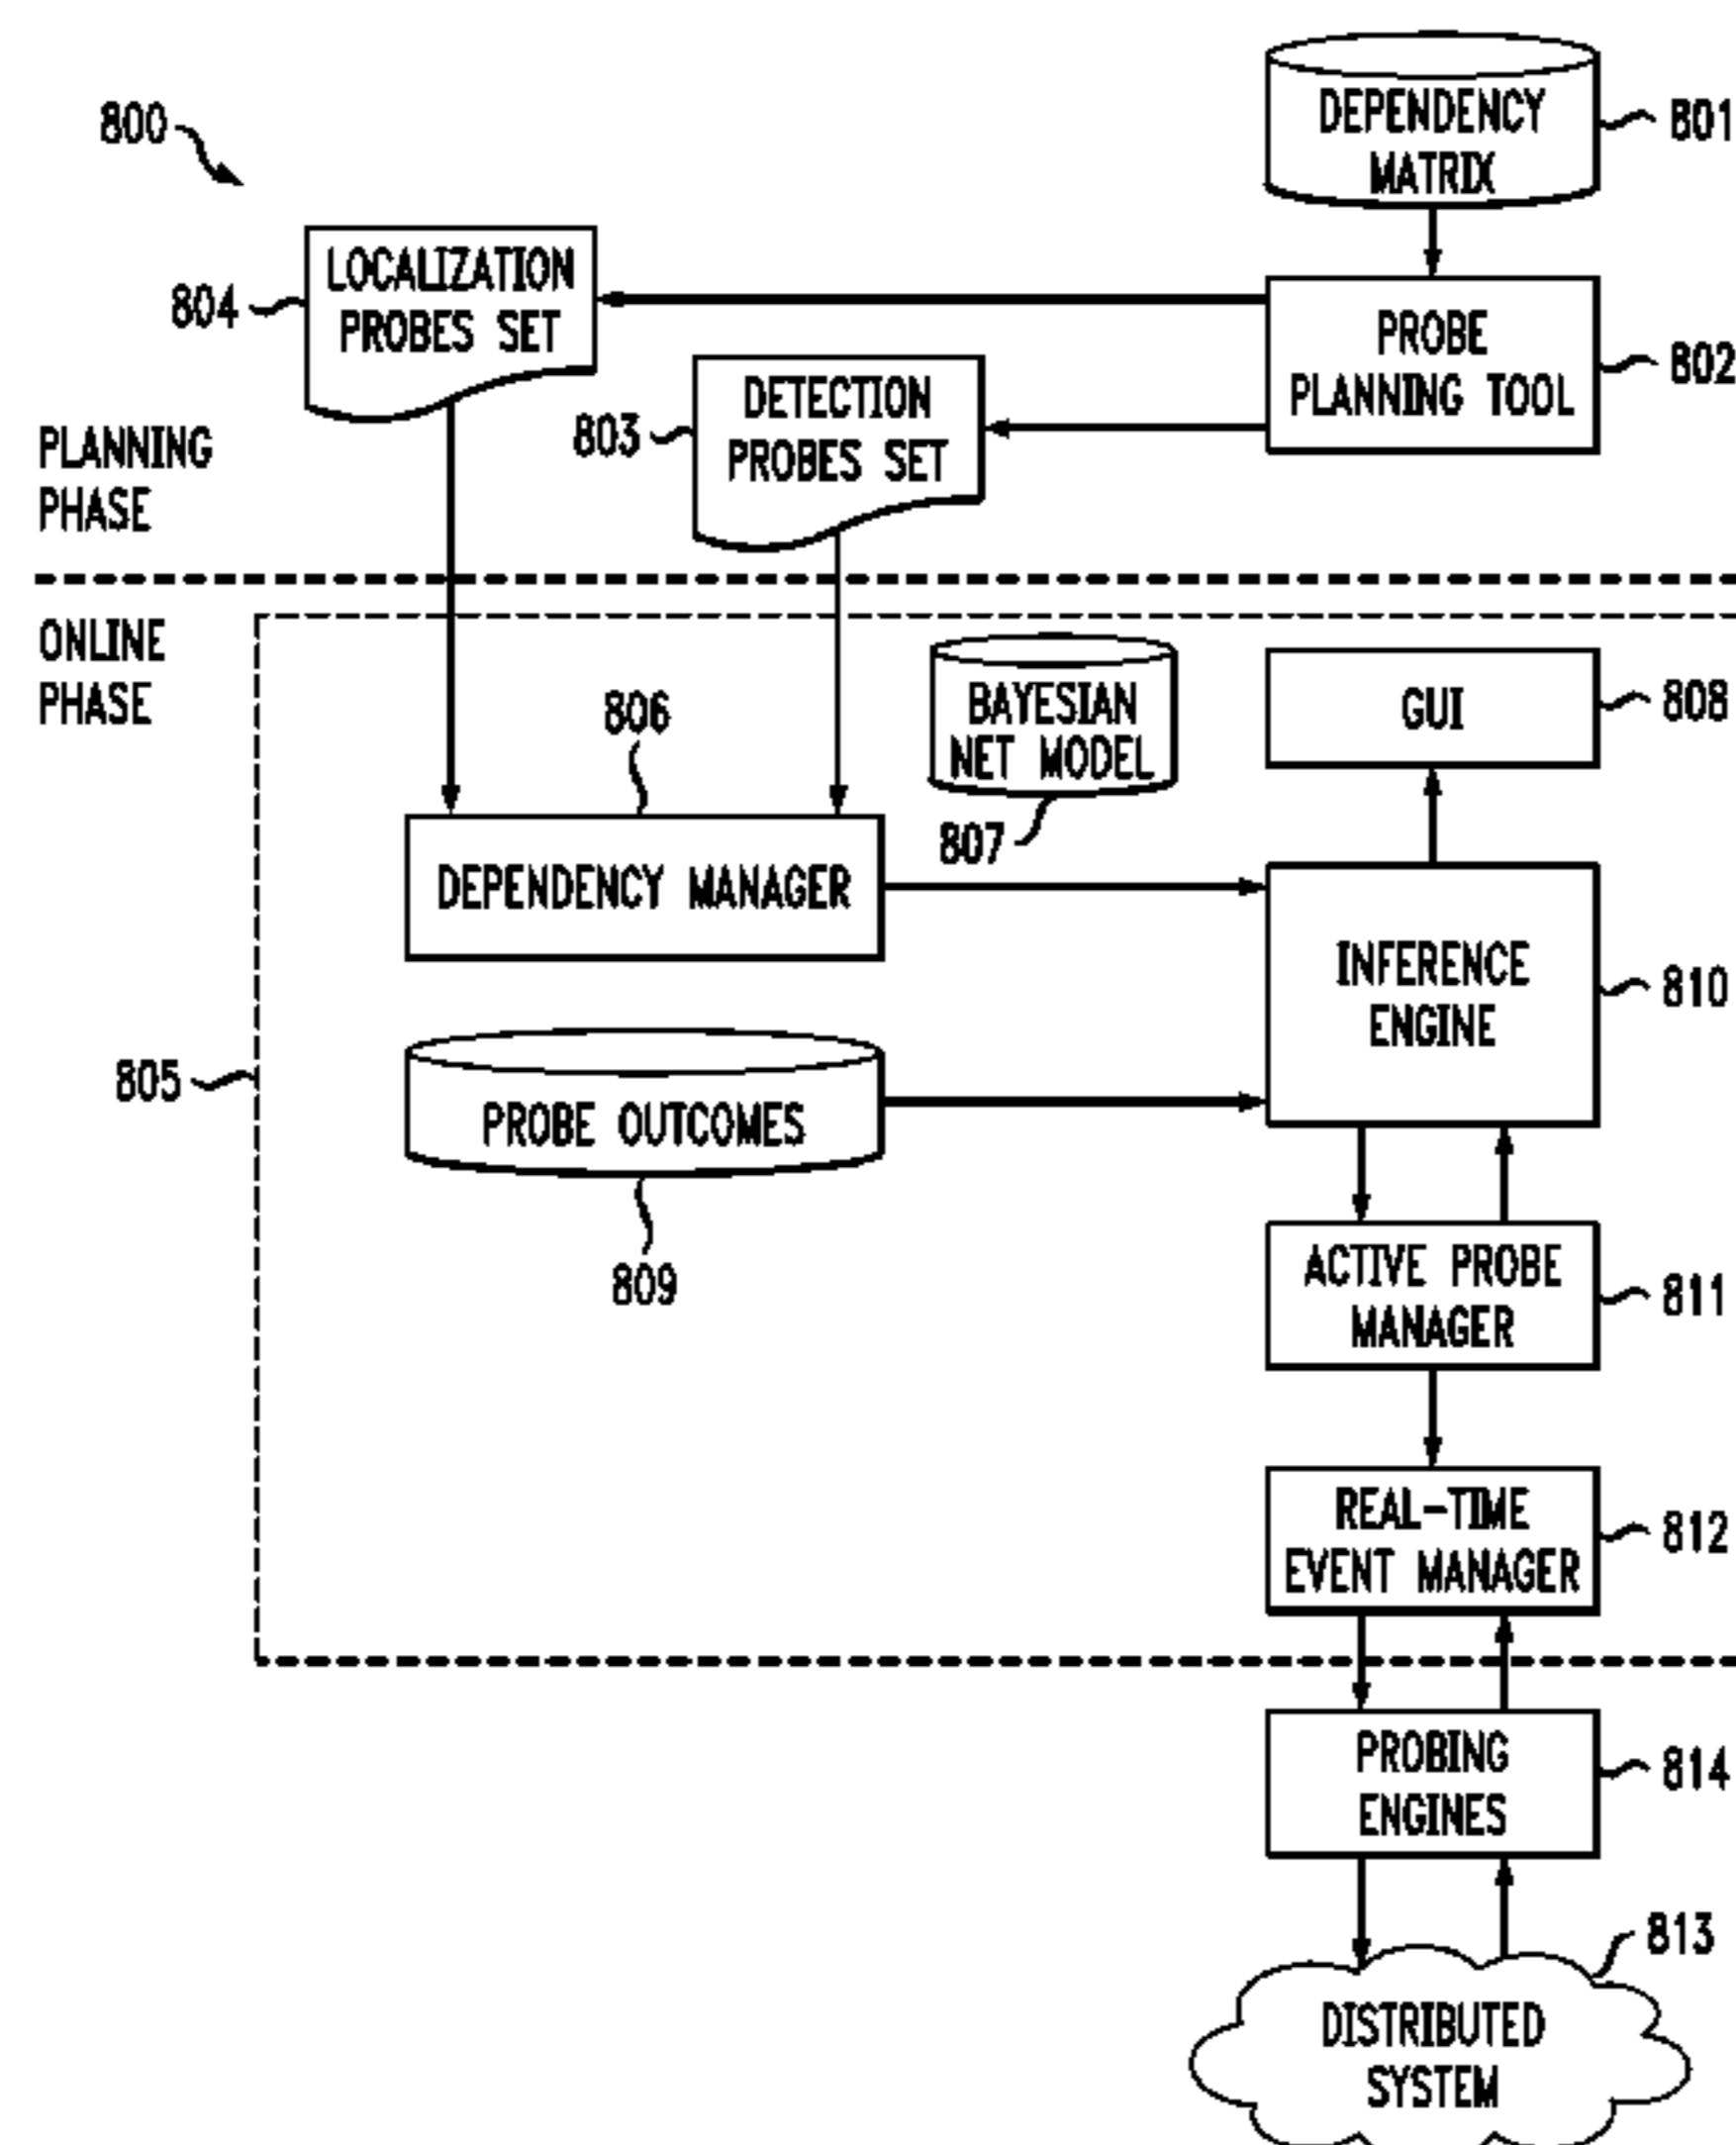 800
DEPENDENCY
MATRIX
801
804
LOCALIZATION
PROBES SET
PROBE
PLANNING TOOL
802
803
DETECTION
PROBES SET
PLANNING
PHASE
ONLINE
PHASE
806
BAYESIAN
NET MODEL
807
GUI
808
DEPENDENCY MANAGER
INFERENCE
ENGINE
810
805
PROBE OUTCOMES
809
ACTIVE PROBE
MANAGER
811
REAL-TIME
EVENT MANAGER
812
PROBING
ENGINES
814
813
DISTRIBUTED
SYSTEM